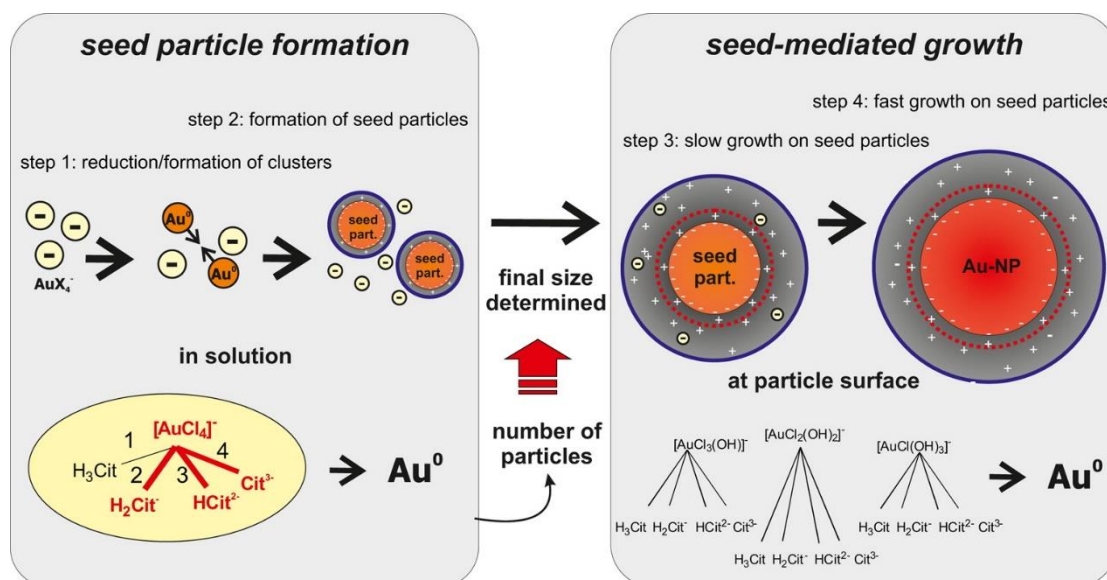 seed particle formation
step 2: formation of seed particles
step 1: reduction/formation of clusters
Au⁰
Au⁰
AuX₄⁻
seed
part.
seed
part.
in solution
[AuCl₄]⁻
1
2
3
4
H₃Cit
H₂Cit⁻
HCit²⁻
Cit³⁻
Au⁰
final size
determined
number of
particles
seed-mediated growth
step 4: fast growth on seed particles
step 3: slow growth on seed particles
seed
part.
Au-NP
at particle surface
[AuCl₃(OH)]⁻
[AuCl₂(OH)₂]⁻
[AuCl(OH)₃]⁻
H₃Cit H₂Cit⁻ HCit²⁻ Cit³⁻
H₃Cit H₂Cit⁻ HCit²⁻ Cit³⁻
H₃Cit H₂Cit⁻ HCit²⁻ Cit³⁻
Au⁰